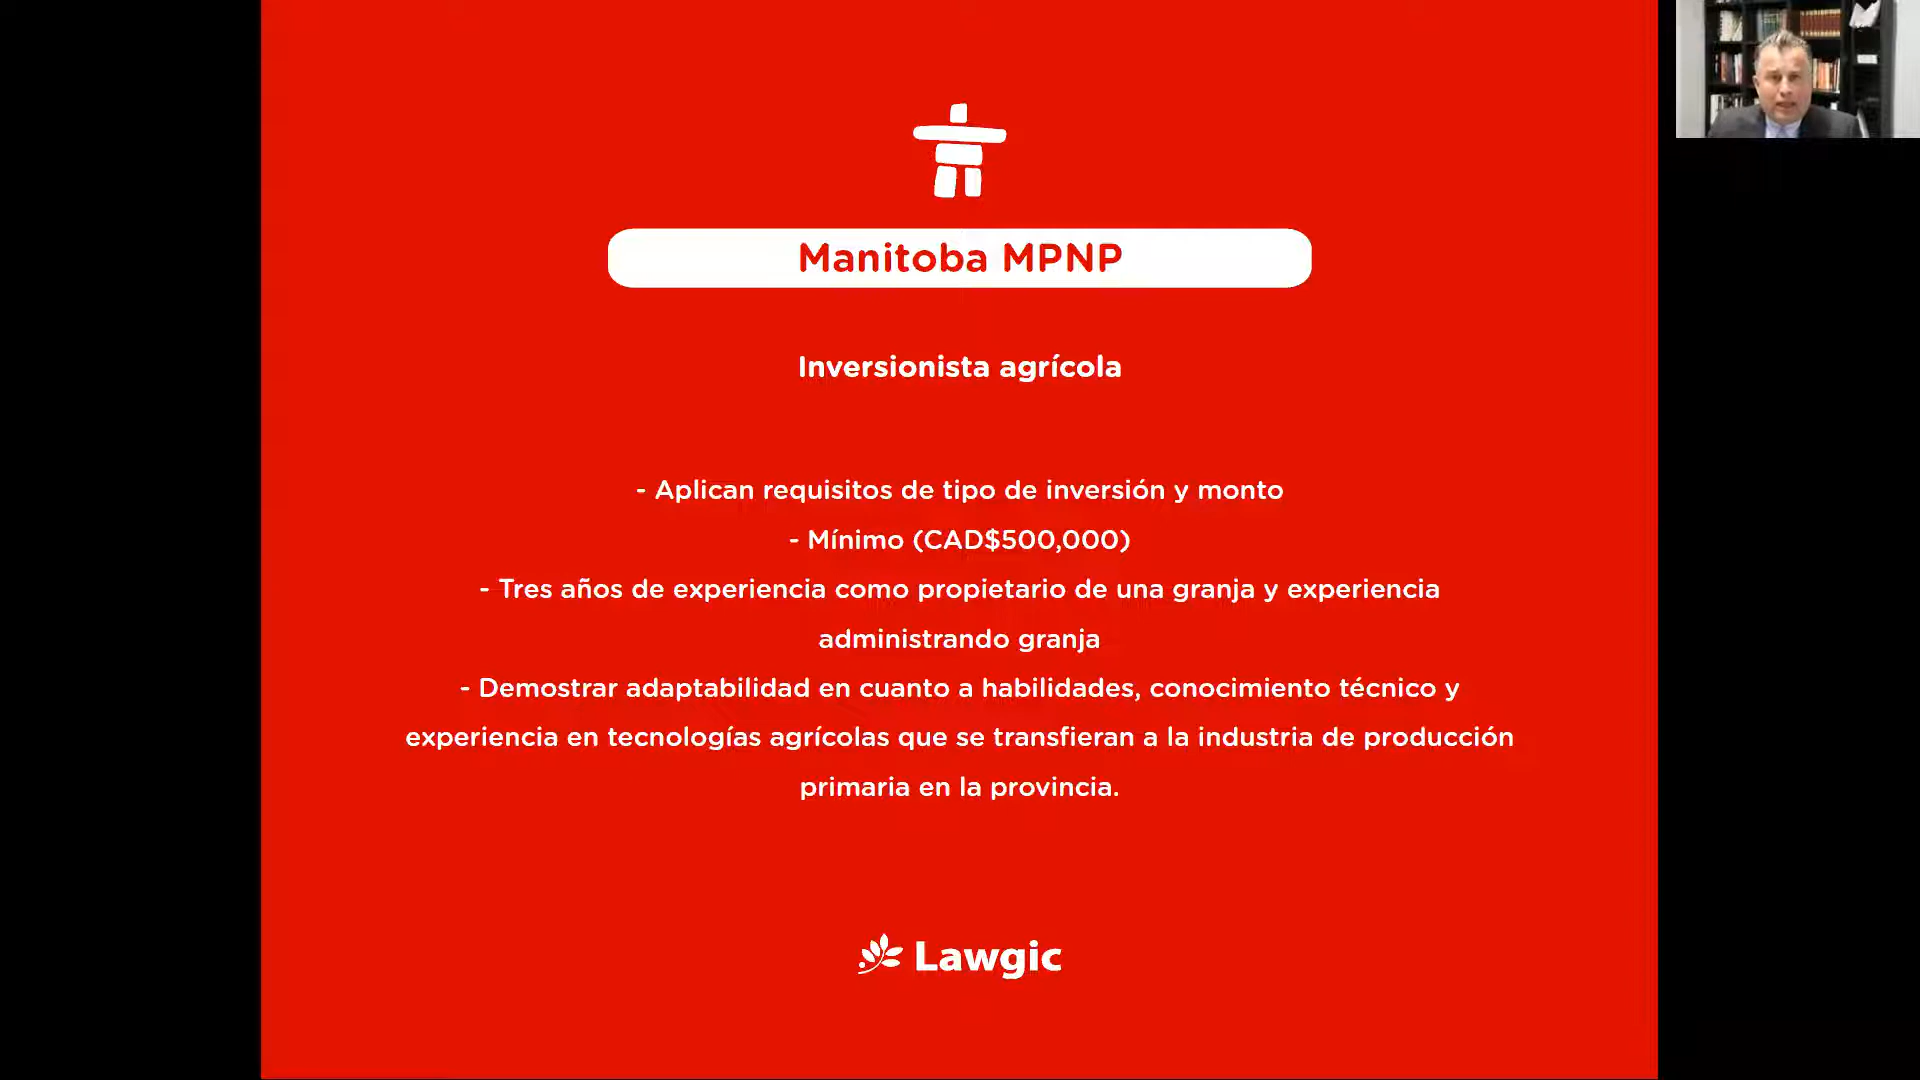 Manitoba MPNP
Inversionista agrícola
- Aplican requisitos de tipo de inversión y monto
- Mínimo (CAD$500,000)
- Tres años de experiencia como propietario de una granja y experiencia
administrando granja
- Demostrar adaptabilidad en cuanto a habilidades, conocimiento técnico y
experiencia en tecnologías agrícolas que se transfieran a la industria de producción
primaria en la provincia.
Lawgic